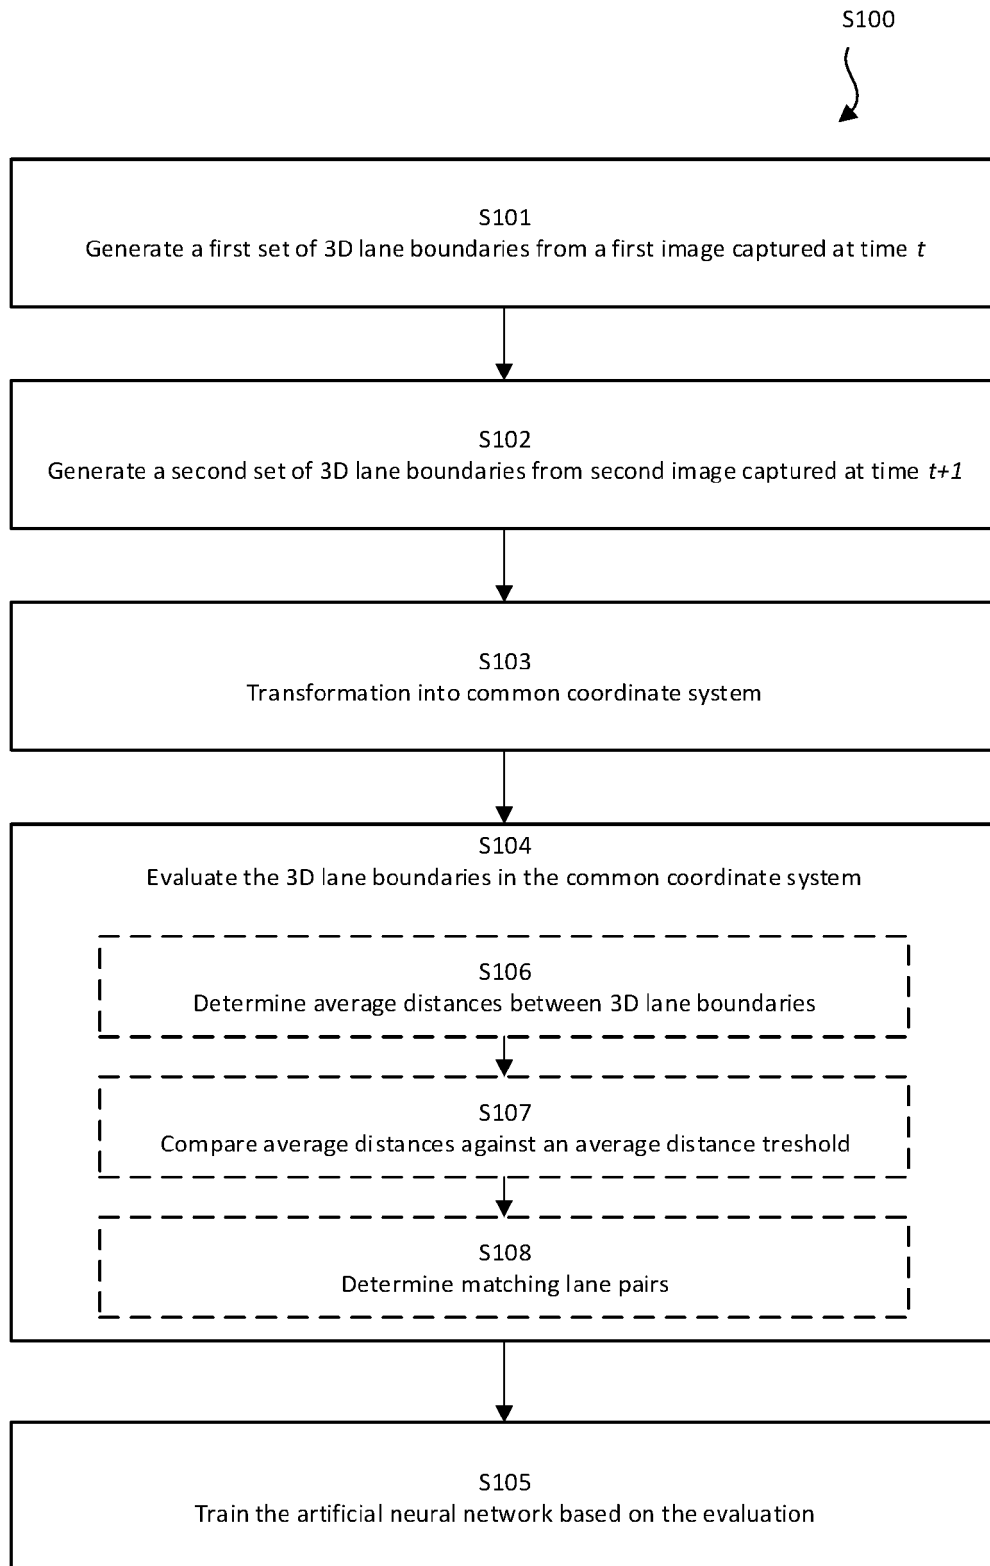 S100
S101
Generate a first set of 3D lane boundaries from a first image captured at time t
S102
Generate a second set of 3D lane boundaries from second image captured at time t+1
S103
Transformation into common coordinate system
S104
Evaluate the 3D lane boundaries in the common coordinate system
S106
Determine average distances between 3D lane boundaries
S107
Compare average distances against an average distance treshold
S108
Determine matching lane pairs
S105
Train the artificial neural network based on the evaluation